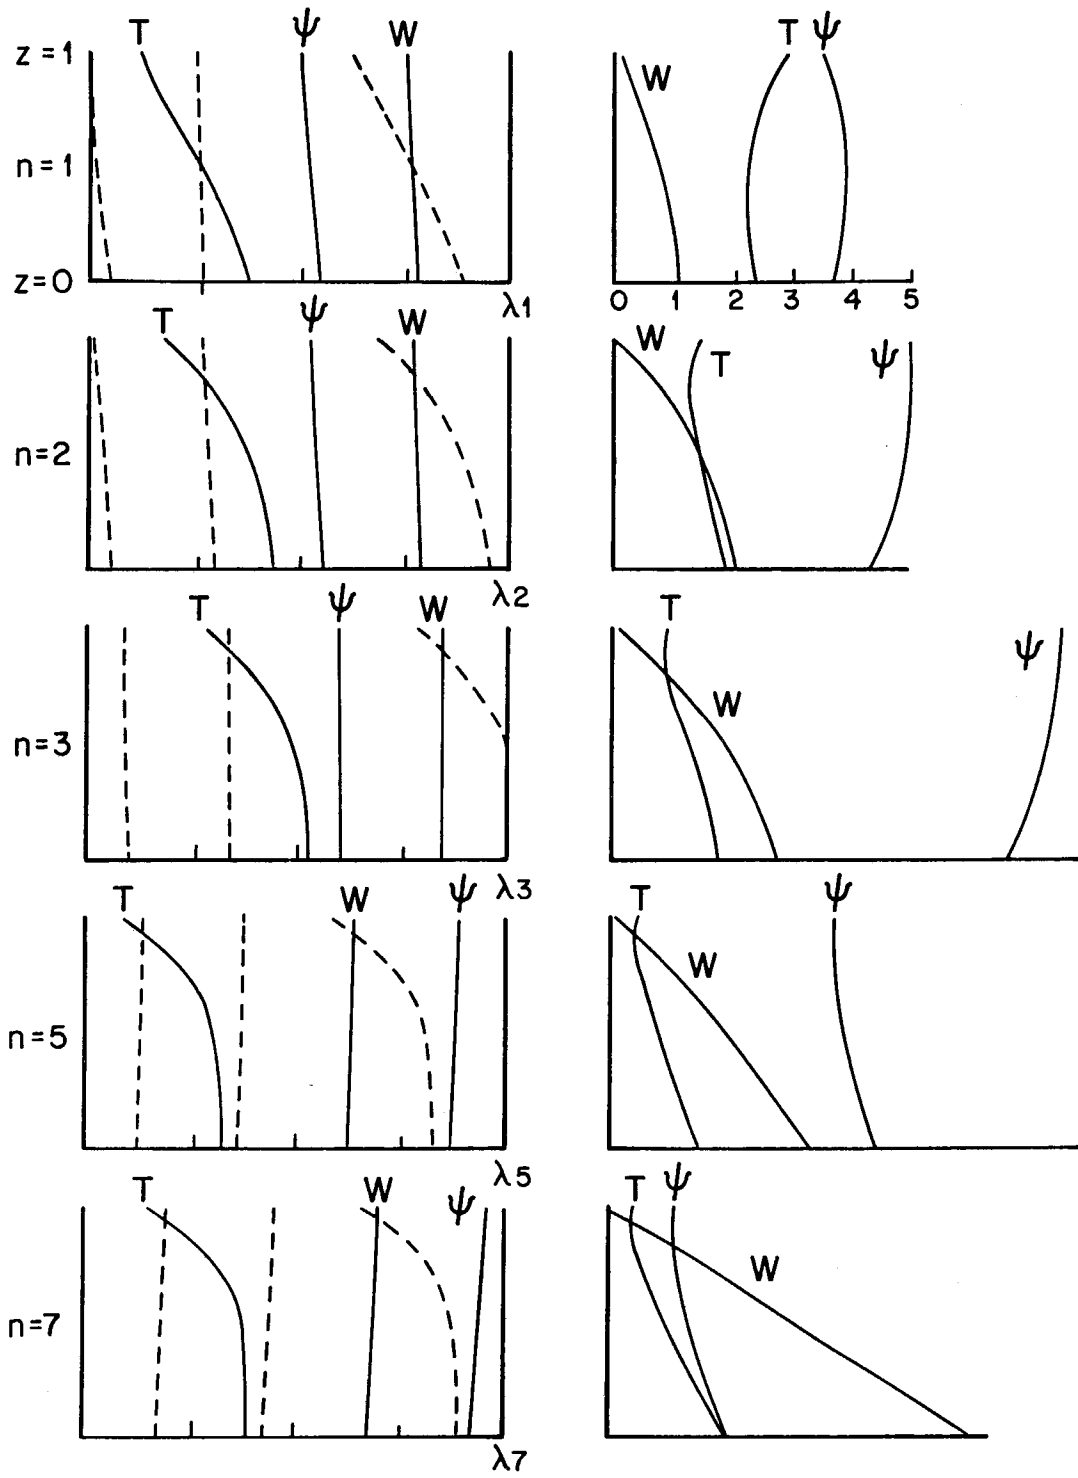 T ψ W T ψ
z=1
W
n=1
z=0
λ1 0 1 2 3 4 5
T ψ W W T ψ
n=2
λ2
T ψ W T ψ
W
n=3
λ3
T W ψ T ψ
W
n=5
λ5
T W ψ T ψ
W
n=7
λ7